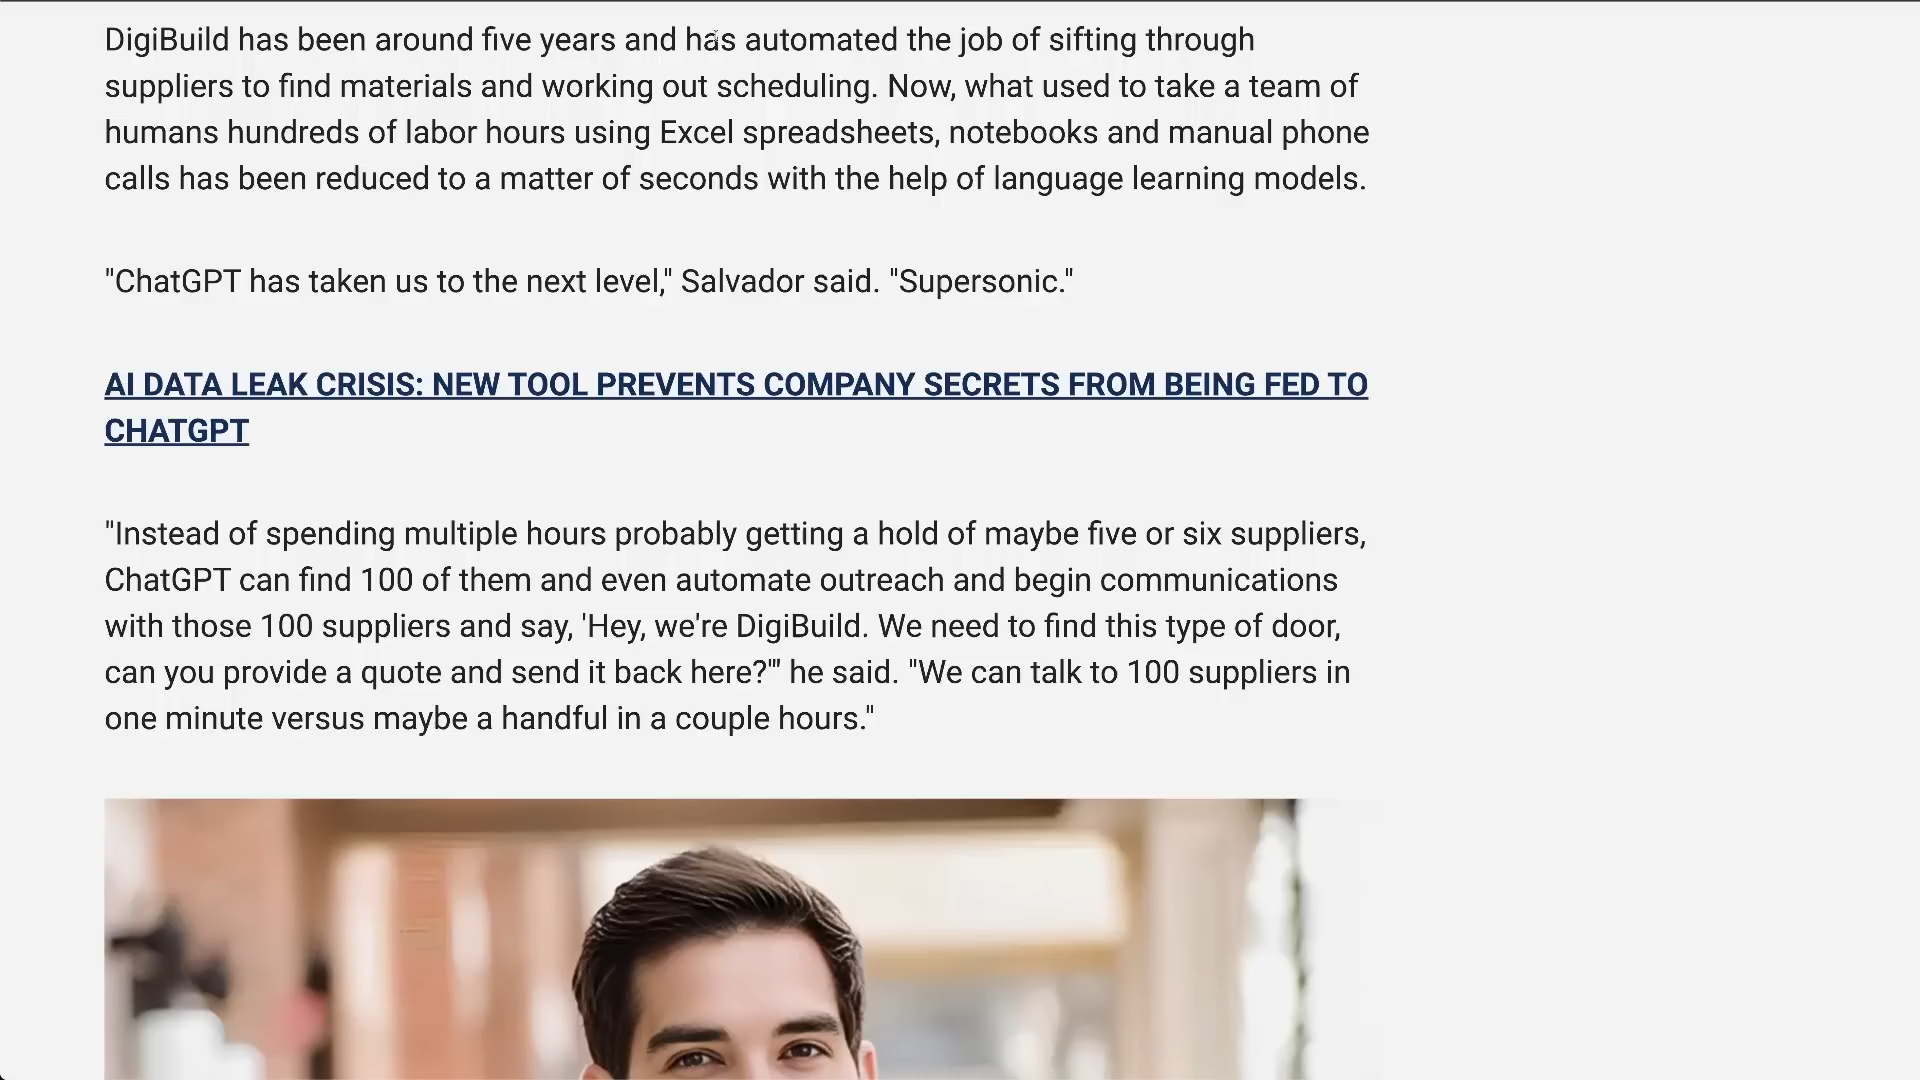 DigiBuild has been around five years and has automated the job of sifting through
suppliers to find materials and working out scheduling. Now, what used to take a team of
humans hundreds of labor hours using Excel spreadsheets, notebooks and manual phone
calls has been reduced to a matter of seconds with the help of language learning models.
"ChatGPT has taken us to the next level," Salvador said. "Supersonic."
AI DATA LEAK CRISIS: NEW TOOL PREVENTS COMPANY SECRETS FROM BEING FED TO
CHATGPT
"Instead of spending multiple hours probably getting a hold of maybe five or six suppliers,
ChatGPT can find 100 of them and even automate outreach and begin communications
with those 100 suppliers and say, 'Hey, we're DigiBuild. We need to find this type of door,
can you provide a quote and send it back here?'" he said. "We can talk to 100 suppliers in
one minute versus maybe a handful in a couple hours."